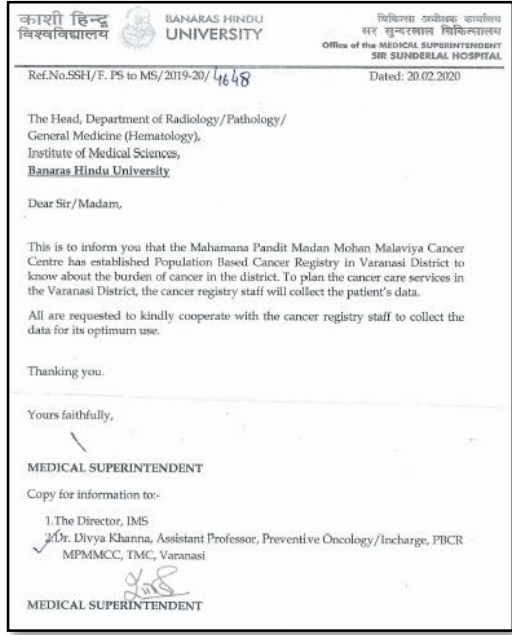 काशी हिन्दू
विश्वविद्यालय
BANARAS HINDU
UNIVERSITY
चिकित्सा अधीक्षक कार्यालय
सर सुन्दरलाल चिकित्सालय
Office of the MEDICAL SUPERINTENDENT
SIR SUNDERLAL HOSPITAL
Ref.No.SSH/F. PS to MS/2019-20/ 4648
Dated: 20.02.2020
The Head, Department of Radiology/Pathology/
General Medicine (Hematology),
Institute of Medical Sciences,
Banaras Hindu University
Dear Sir/Madam,
This is to inform you that the Mahamana Pandit Madan Mohan Malaviya Cancer
Centre has established Population Based Cancer Registry in Varanasi District to
know about the burden of cancer in the district. To plan the cancer care services in
the Varanasi District, the cancer registry staff will collect the patient's data.
All are requested to kindly cooperate with the cancer registry staff to collect the
data for its optimum use.
Thanking you.
Yours faithfully,
MEDICAL SUPERINTENDENT
Copy for information to:-
1.The Director, IMS
2.Dr. Divya Khanna, Assistant Professor, Preventive Oncology/Incharge, PBCR
MPMMCC, TMC, Varanasi
MEDICAL SUPERINTENDENT